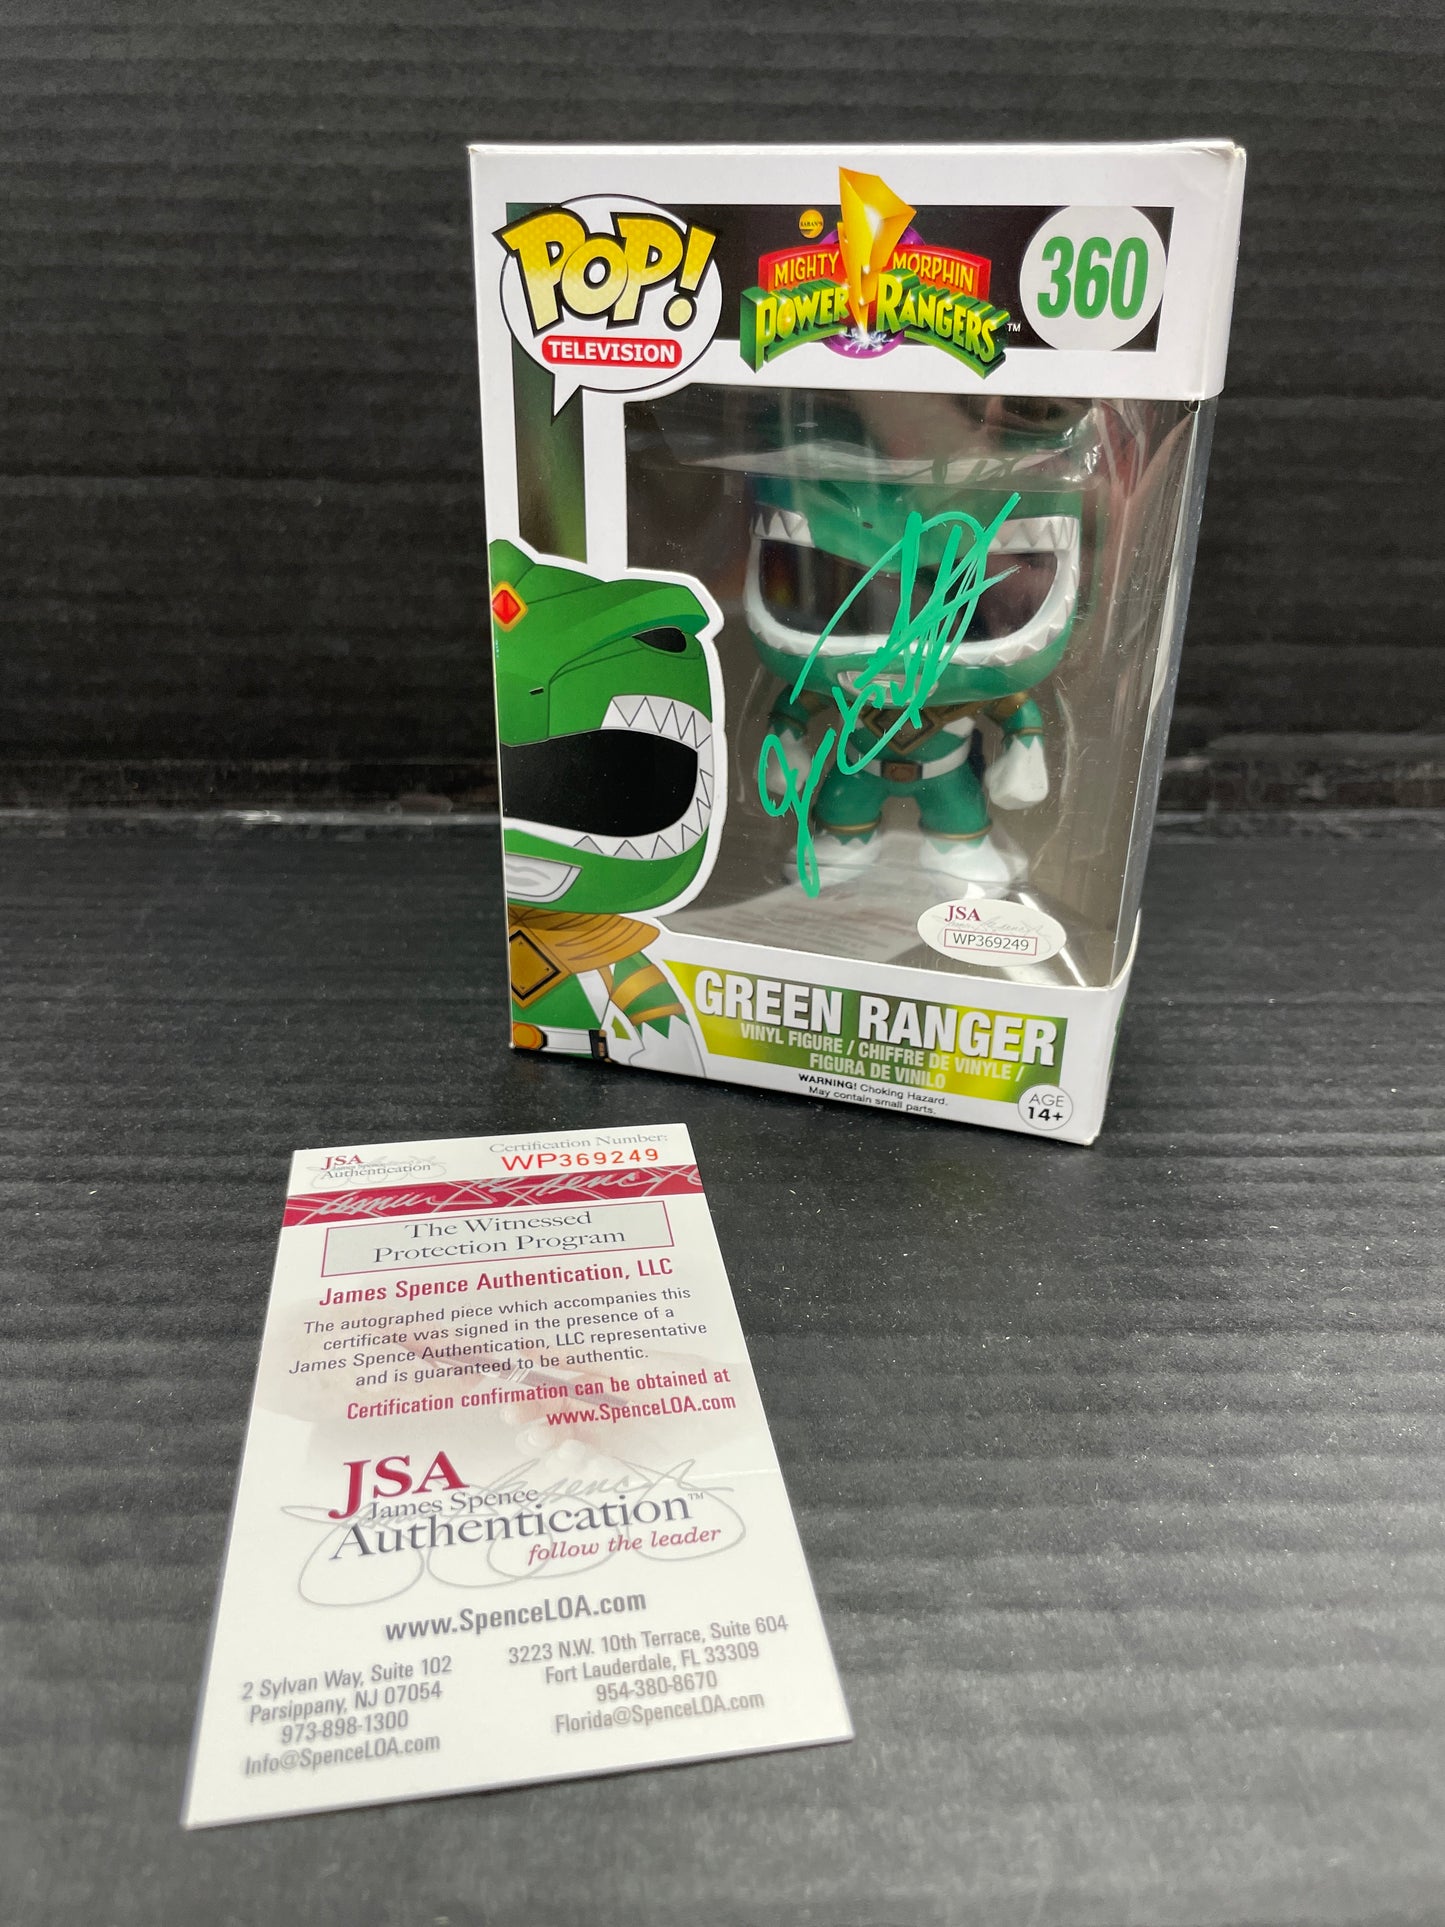 POP!
TELEVISION
SABAN'S
MIGHTY MORPHIN
POWER RANGERS™
360
JSA
WP369249
GREEN RANGER
VINYL FIGURE / CHIFFRE DE VINYLE /
FIGURA DE VINILO
WARNING! Choking Hazard.
May contain small parts.
AGE
14+
JSA
Authentication
Certification Number:
WP369249
The Witnessed
Protection Program
James Spence Authentication, LLC
The autographed piece which accompanies this
certificate was signed in the presence of a
James Spence Authentication, LLC representative
and is guaranteed to be authentic.
Certification confirmation can be obtained at
www.SpenceLOA.com
JSA
James Spence
Authentication™
follow the leader
www.SpenceLOA.com
2 Sylvan Way, Suite 102
Parsippany, NJ 07054
973-898-1300
Info@SpenceLOA.com
3223 N.W. 10th Terrace, Suite 604
Fort Lauderdale, FL 33309
954-380-8670
Florida@SpenceLOA.com